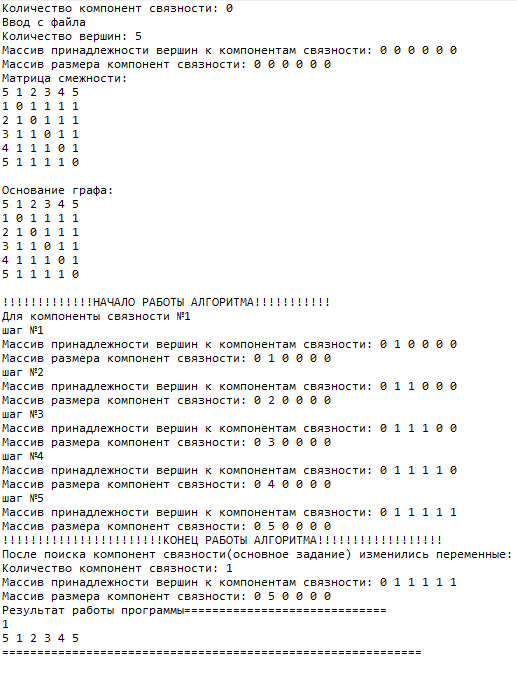 Количество компонент связности: 0
Ввод с файла
Количество вершин: 5
Массив принадлежности вершин к компонентам связности: 0 0 0 0 0 0
Массив размера компонент связности: 0 0 0 0 0 0
Матрица смежности:
5 1 2 3 4 5
1 0 1 1 1 1
2 1 0 1 1 1
3 1 1 0 1 1
4 1 1 1 0 1
5 1 1 1 1 0
Основание графа:
5 1 2 3 4 5
1 0 1 1 1 1
2 1 0 1 1 1
3 1 1 0 1 1
4 1 1 1 0 1
5 1 1 1 1 0
!!!!!!!!!!!!!НАЧАЛО РАБОТЫ АЛГОРИТМА!!!!!!!!!!!
Для компоненты связности №1
шаг №1
Массив принадлежности вершин к компонентам связности: 0 1 0 0 0 0
Массив размера компонент связности: 0 1 0 0 0 0
шаг №2
Массив принадлежности вершин к компонентам связности: 0 1 1 0 0 0
Массив размера компонент связности: 0 2 0 0 0 0
шаг №3
Массив принадлежности вершин к компонентам связности: 0 1 1 1 0 0
Массив размера компонент связности: 0 3 0 0 0 0
шаг №4
Массив принадлежности вершин к компонентам связности: 0 1 1 1 1 0
Массив размера компонент связности: 0 4 0 0 0 0
шаг №5
Массив принадлежности вершин к компонентам связности: 0 1 1 1 1 1
Массив размера компонент связности: 0 5 0 0 0 0
!!!!!!!!!!!!!!!!!!!!!!!КОНЕЦ РАБОТЫ АЛГОРИТМА!!!!!!!!!!!!!!!!!!
После поиска компонент связности(основное задание) изменились переменные:
Количество компонент связности: 1
Массив принадлежности вершин к компонентам связности: 0 1 1 1 1 1
Массив размера компонент связности: 0 5 0 0 0 0
Результат работы программы=============================
1
5 1 2 3 4 5
============================================================